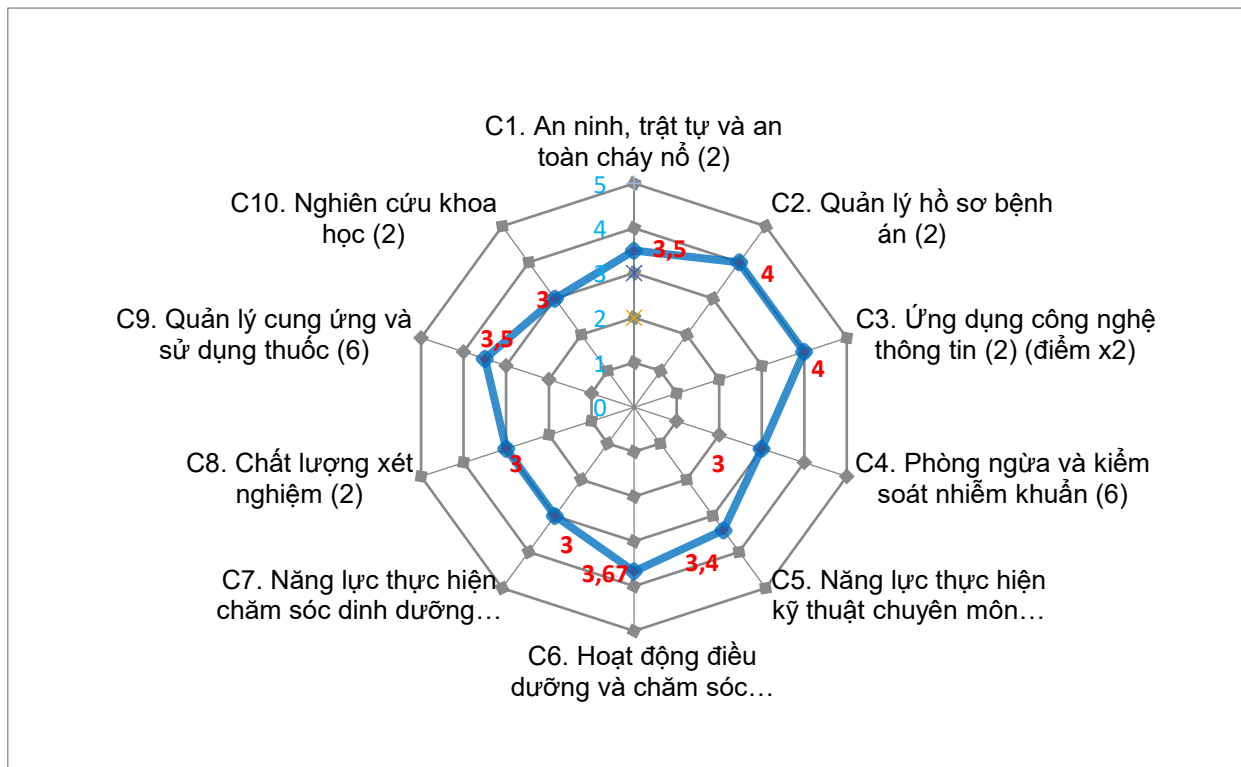 C1. An ninh, trật tự và an
toàn cháy nổ (2)
C2. Quản lý hồ sơ bệnh
án (2)
C3. Ứng dụng công nghệ
thông tin (2) (điểm x2)
C4. Phòng ngừa và kiểm
soát nhiễm khuẩn (6)
C5. Năng lực thực hiện
kỹ thuật chuyên môn…
C6. Hoạt động điều
dưỡng và chăm sóc…
C7. Năng lực thực hiện
chăm sóc dinh dưỡng…
C8. Chất lượng xét
nghiệm (2)
C9. Quản lý cung ứng và
sử dụng thuốc (6)
C10. Nghiên cứu khoa
học (2)
5
4
3
2
1
0
3,5
4
4
3
3,4
3,67
3
3
3,5
3